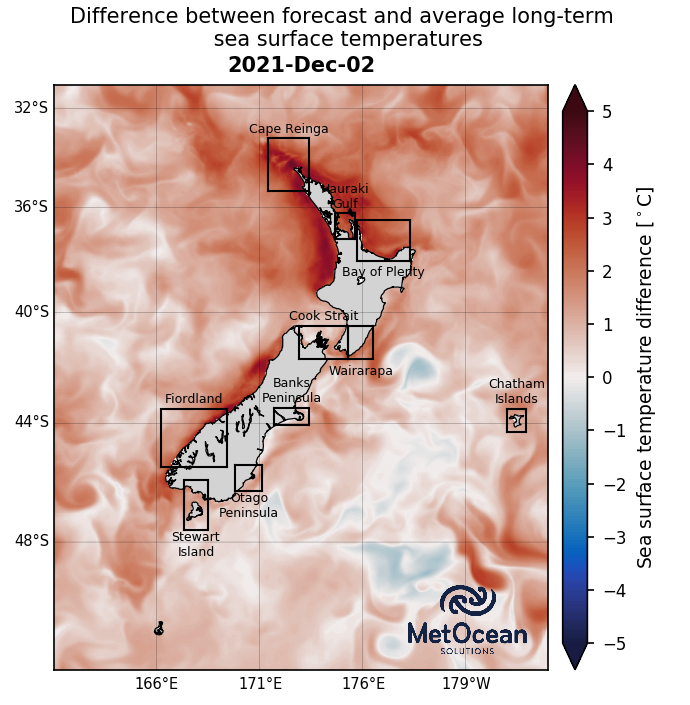 Difference between forecast and average long-term
sea surface temperatures
2021-Dec-02
32°S
36°S
40°S
44°S
48°S
Cape Reinga
Hauraki
Gulf
Bay of Plenty
Cook Strait
Wairarapa
Banks
Peninsula
Fiordland
Chatham
Islands
Otago
Peninsula
Stewart
Island
MetOcean
SOLUTIONS
166°E
171°E
176°E
179°W
5
4
3
2
1
0
−1
−2
−3
−4
−5
Sea surface temperature difference [°C]